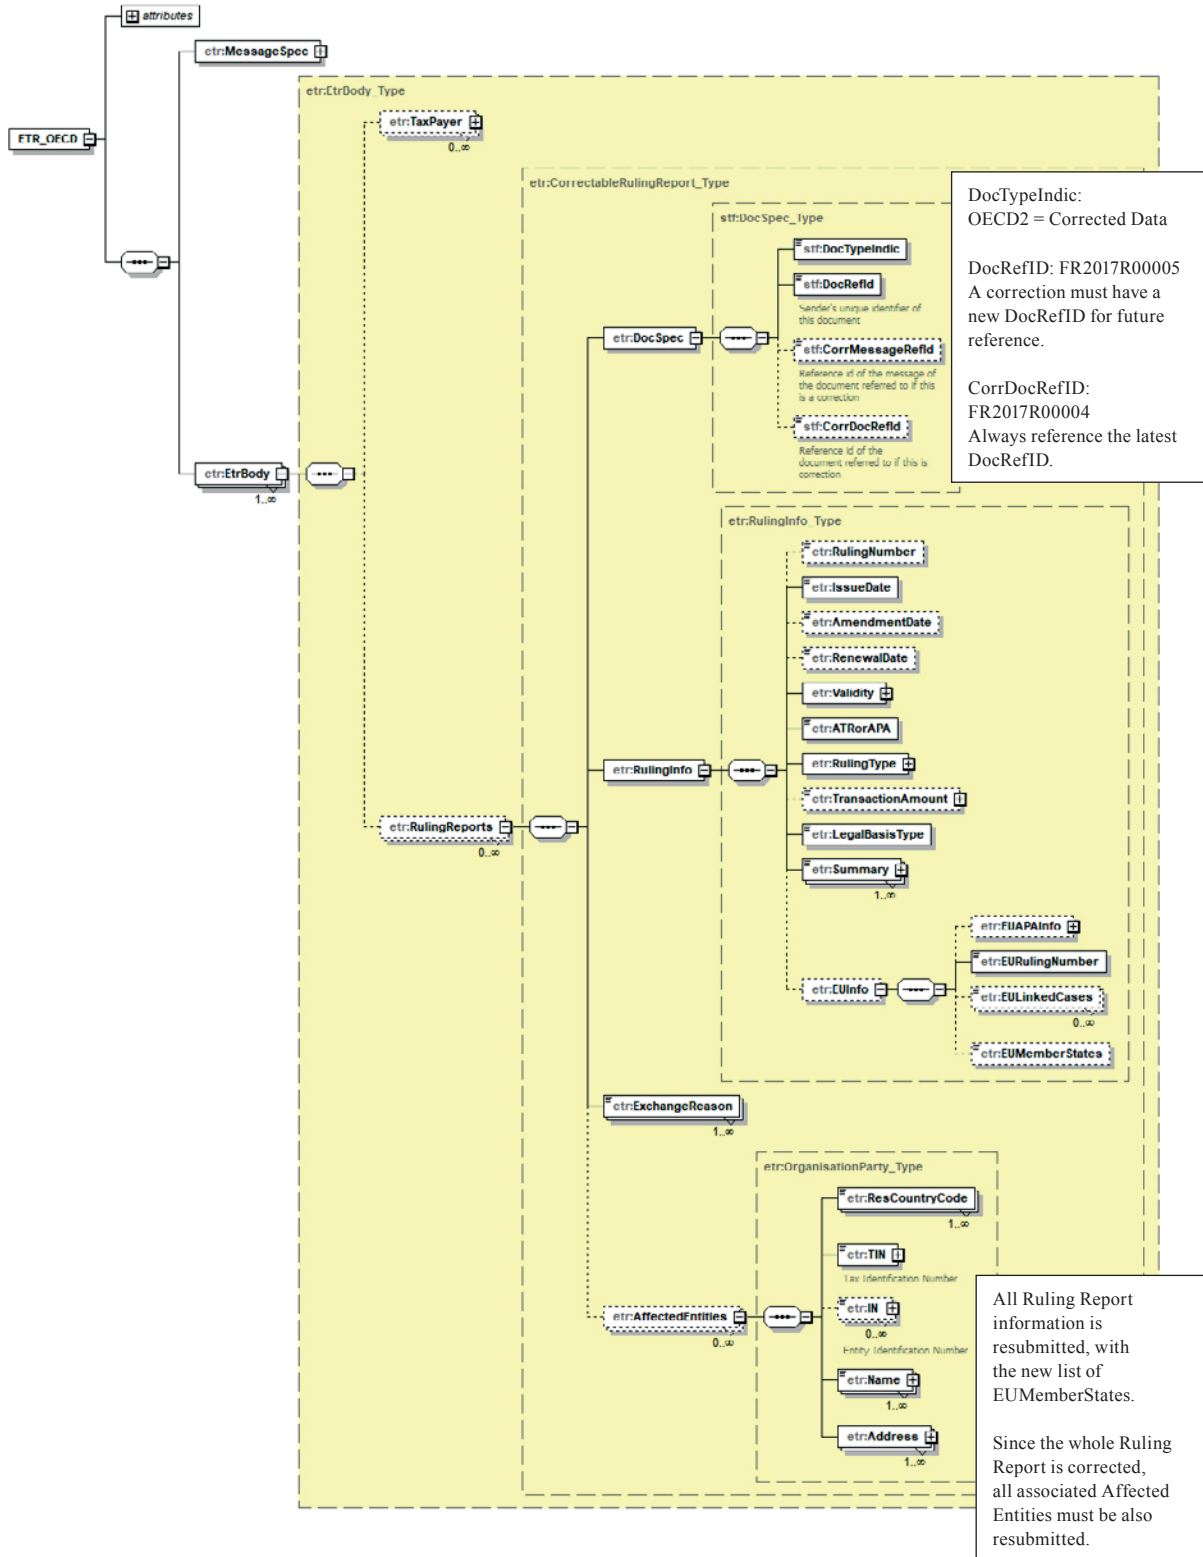 attributes
etr:MessageSpec
etr:EtrBody_Type
etr:TaxPayer
0..∞
ETR_OECD
etr:CorrectableRulingReport_Type
stf:DocSpec_Type
stf:DocTypeIndic
stf:DocRefId
Sender's unique identifier of
this document
etr:DocSpec
stf:CorrMessageRefId
Reference id of the message of
the document referred to if this
is a correction
stf:CorrDocRefId
Reference id of the
document referred to if this is
correction
DocTypeIndic:
OECD2 = Corrected Data
DocRefID: FR2017R00005
A correction must have a
new DocRefID for future
reference.
CorrDocRefID:
FR2017R00004
Always reference the latest
DocRefID.
etr:EtrBody
1..∞
etr:RulingInfo_Type
etr:RulingNumber
etr:IssueDate
etr:AmendmentDate
etr:RenewalDate
etr:Validity
etr:ATRorAPA
etr:RulingInfo
etr:RulingType
etr:TransactionAmount
etr:RulingReports
0..∞
etr:LegalBasisType
etr:Summary
1..∞
etr:EUAPAInfo
etr:EURulingNumber
etr:EUInfo
etr:EULinkedCases
0..∞
etr:EUMemberStates
etr:ExchangeReason
1..∞
etr:OrganisationParty_Type
etr:ResCountryCode
1..∞
etr:TIN
Tax Identification Number
etr:IN
0..∞
Entity Identification Number
etr:AffectedEntities
0..∞
etr:Name
1..∞
etr:Address
1..∞
All Ruling Report
information is
resubmitted, with
the new list of
EUMemberStates.
Since the whole Ruling
Report is corrected,
all associated Affected
Entities must be also
resubmitted.